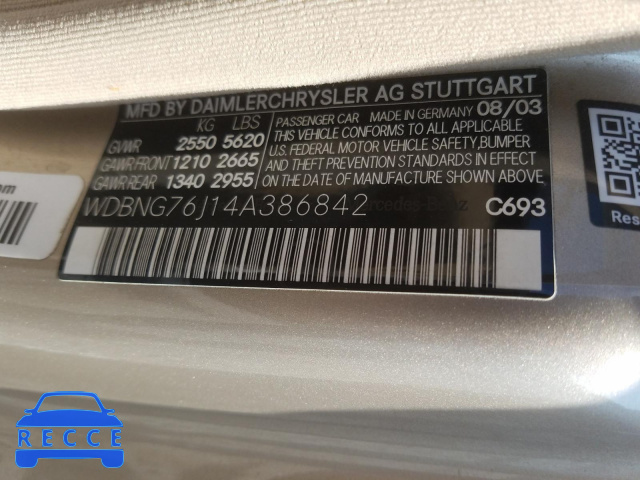 MFD BY DAIMLERCHRYSLER AG STUTTGART
KG LBS
GVWR 2550 5620
GAWR FRONT 1210 2665
GAWR REAR 1340 2955
PASSENGER CAR MADE IN GERMANY 08/03
THIS VEHICLE CONFORMS TO ALL APPLICABLE
U.S. FEDERAL MOTOR VEHICLE SAFETY,BUMPER
AND THEFT PREVENTION STANDARDS IN EFFECT
ON THE DATE OF MANUFACTURE SHOWN ABOVE
WDBNG76J14A386842
C693
RECCE